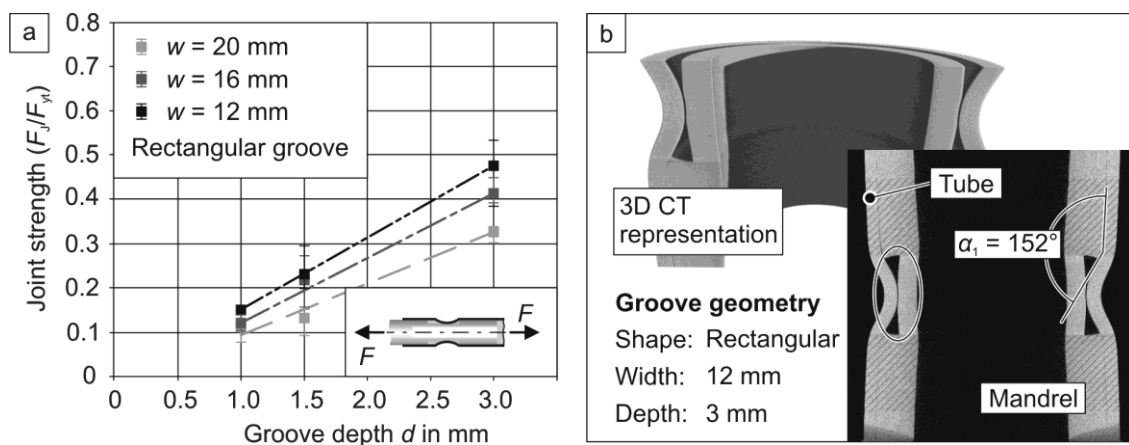 a
0.8
0.7
0.6
0.5
0.4
0.3
0.2
0.1
0
Joint strength (F_J/F_yt)
w = 20 mm
w = 16 mm
w = 12 mm
Rectangular groove
F
F
0
0.5
1.0
1.5
2.0
2.5
3.0
Groove depth d in mm
b
3D CT
representation
Tube
α₁ = 152°
Groove geometry
Shape: Rectangular
Width: 12 mm
Depth: 3 mm
Mandrel